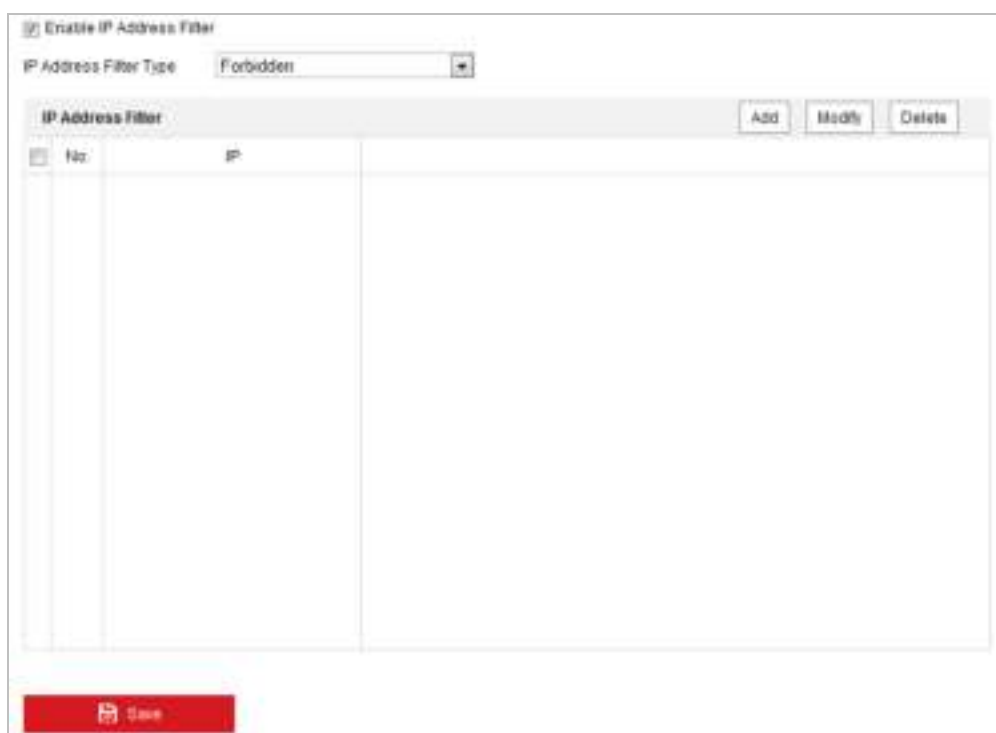 Enable IP Address Filter
IP Address Filter Type Forbidden
IP Address Filter Add Modify Delete
No. IP
Save